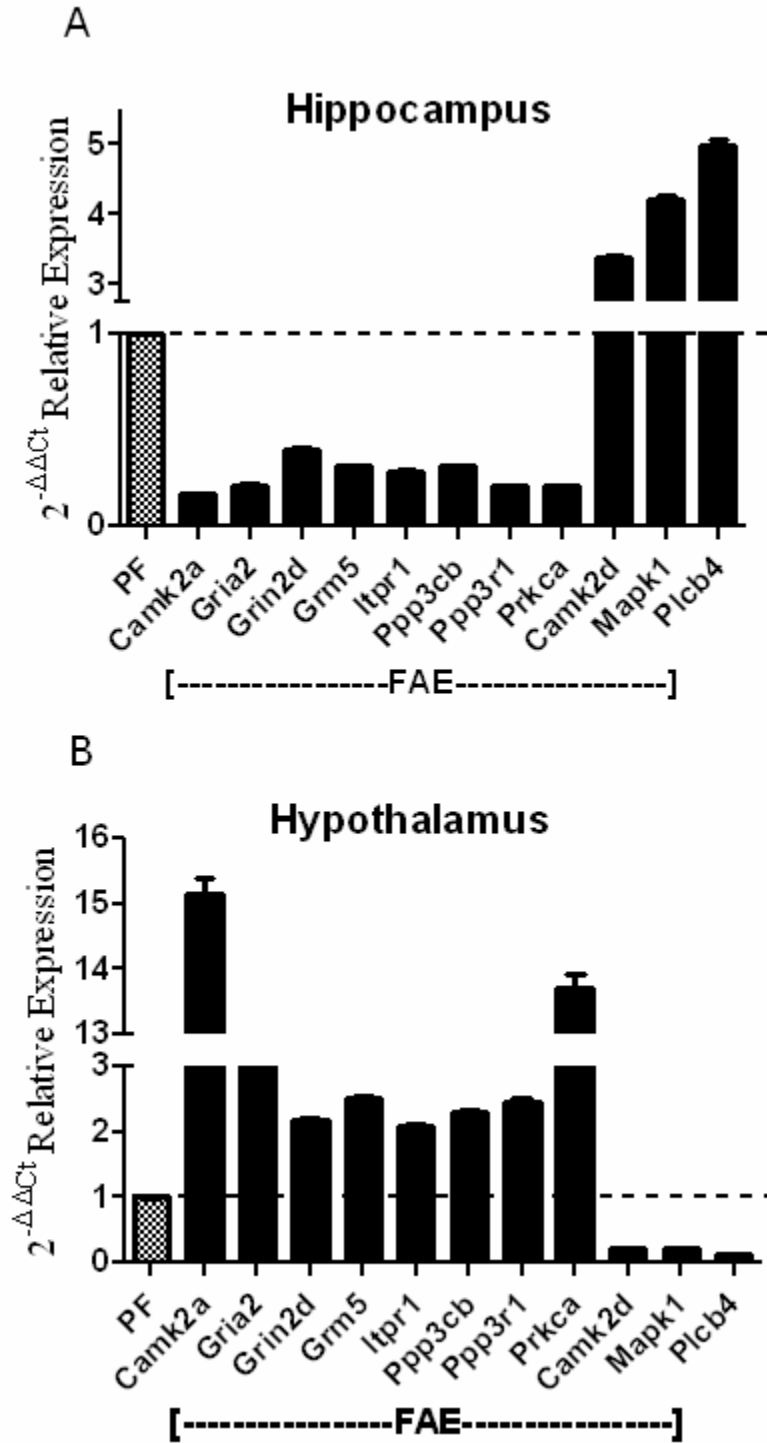 A
Hippocampus
2-ΔΔCt Relative Expression
5
4
3
1
0
PF Camk2a Gria2 Grin2d Grm5 Itpr1 Ppp3cb Ppp3r1 Prkca Camk2d Mapk1 Plcb4
[-----------------FAE-----------------]
B
Hypothalamus
2-ΔΔCt Relative Expression
16
15
14
13
3
2
1
0
PF Camk2a Gria2 Grin2d Grm5 Itpr1 Ppp3cb Ppp3r1 Prkca Camk2d Mapk1 Plcb4
[-----------------FAE-----------------]